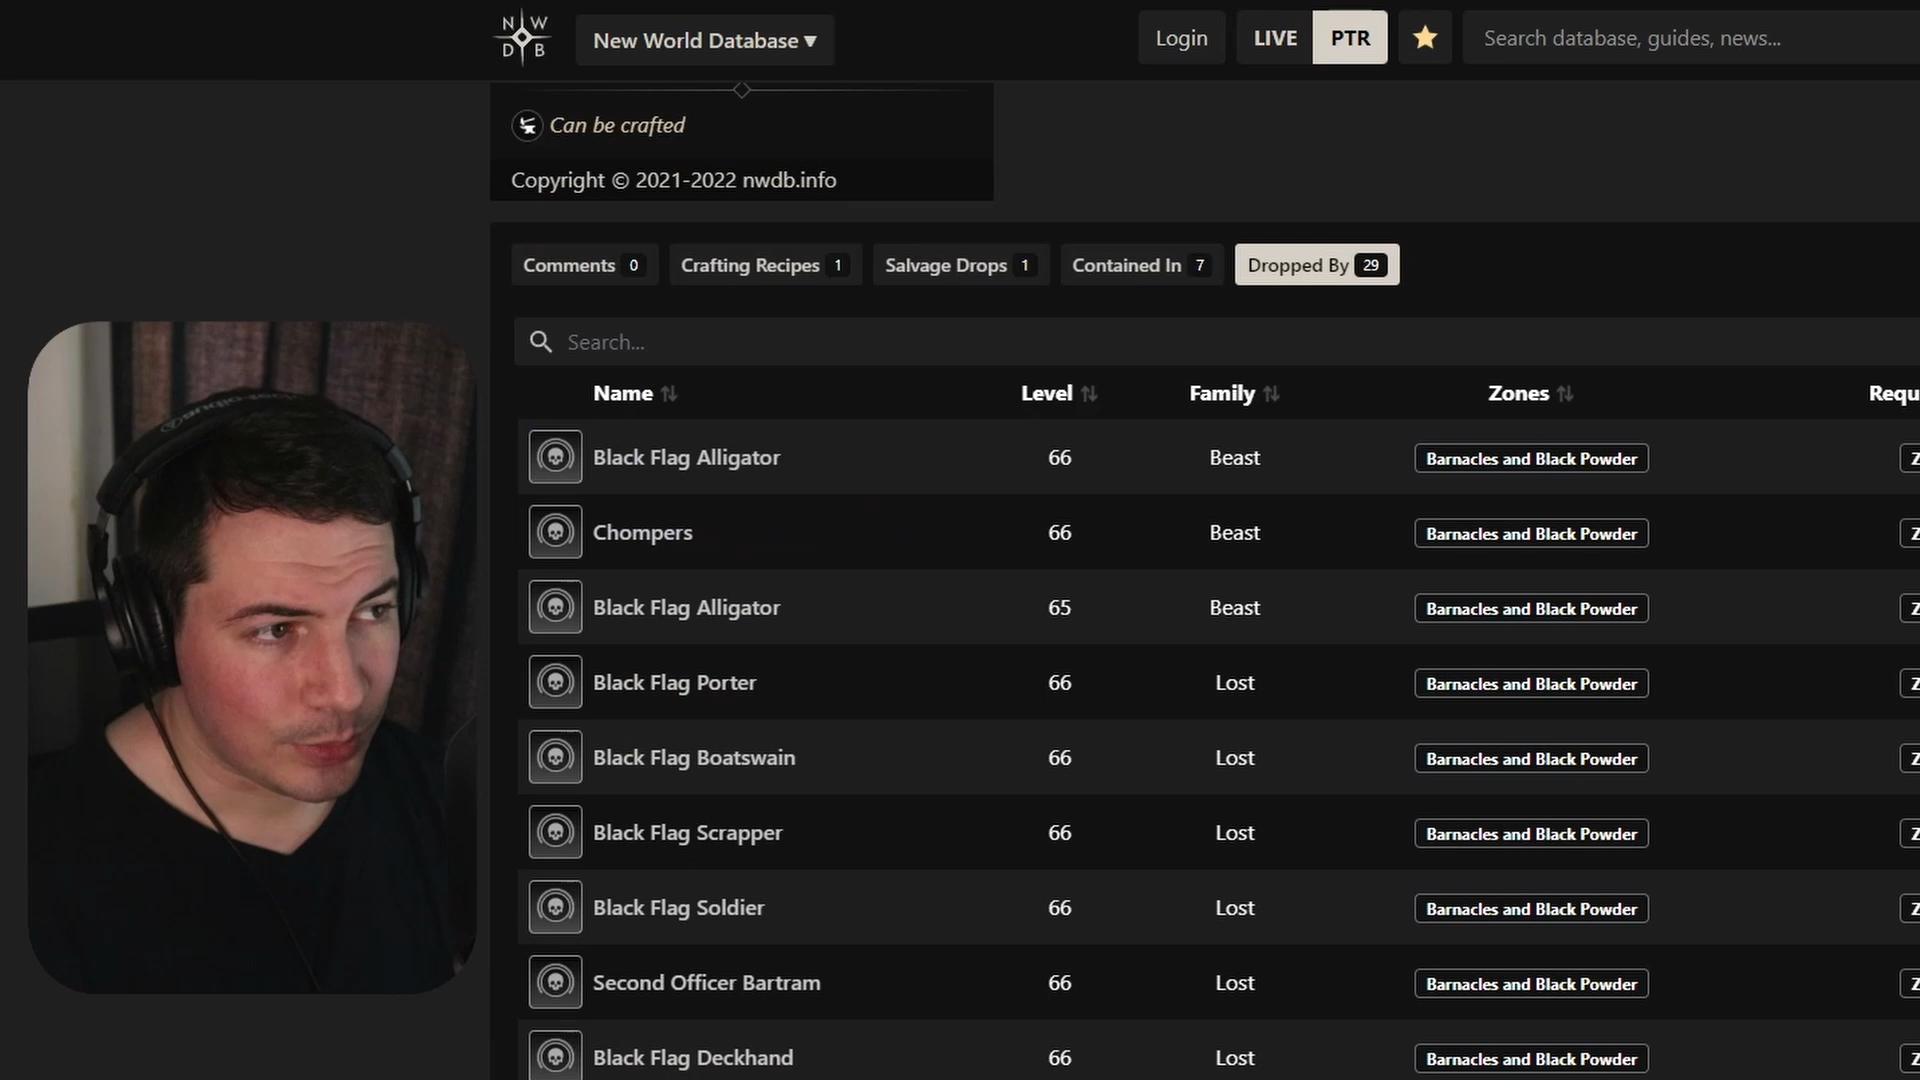 N W
D B
New World Database ▼
Login
LIVE
PTR
Search database, guides, news...
Can be crafted
Copyright © 2021-2022 nwdb.info
Comments 0
Crafting Recipes 1
Salvage Drops 1
Contained In 7
Dropped By 29
Search...
Name Level Family Zones Requ
Black Flag Alligator 66 Beast Barnacles and Black Powder Z
Chompers 66 Beast Barnacles and Black Powder Z
Black Flag Alligator 65 Beast Barnacles and Black Powder Z
Black Flag Porter 66 Lost Barnacles and Black Powder Z
Black Flag Boatswain 66 Lost Barnacles and Black Powder Z
Black Flag Scrapper 66 Lost Barnacles and Black Powder Z
Black Flag Soldier 66 Lost Barnacles and Black Powder Z
Second Officer Bartram 66 Lost Barnacles and Black Powder Z
Black Flag Deckhand 66 Lost Barnacles and Black Powder Z